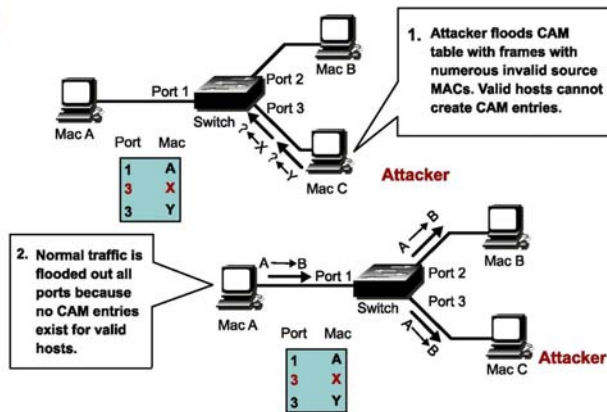 1. Attacker floods CAM
table with frames with
numerous invalid source
MACs. Valid hosts cannot
create CAM entries.
Mac B
Port 2
Port 1
Port 3
Mac A
Switch
?←X
?←Y
Mac C
Attacker
Port Mac
1 A
3 X
3 Y
2. Normal traffic is
flooded out all
ports because
no CAM entries
exist for valid
hosts.
A→B
Mac B
A→B
Port 1
Port 2
Mac A
Switch
Port 3
A→B
Mac C
Attacker
Port Mac
1 A
3 X
3 Y